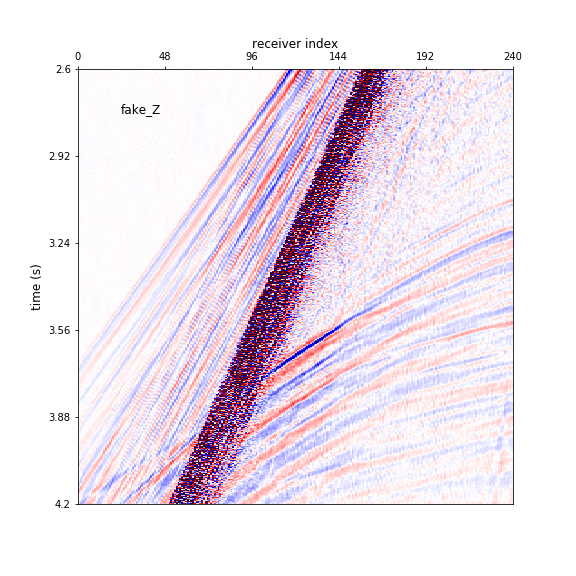 receiver index
0 48 96 144 192 240
2.6
fake_Z
2.92
3.24
time (s)
3.56
3.88
4.2